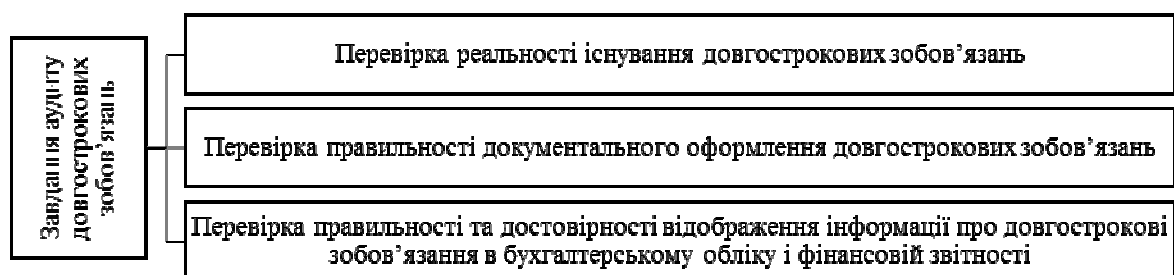 Завдання аудиту
довгострокових
зобов’язань
Перевірка реальності існування довгострокових зобов’язань
Перевірка правильності документального оформлення довгострокових зобов’язань
Перевірка правильності та достовірності відображення інформації про довгострокові
зобов’язання в бухгалтерському обліку і фінансовій звітності